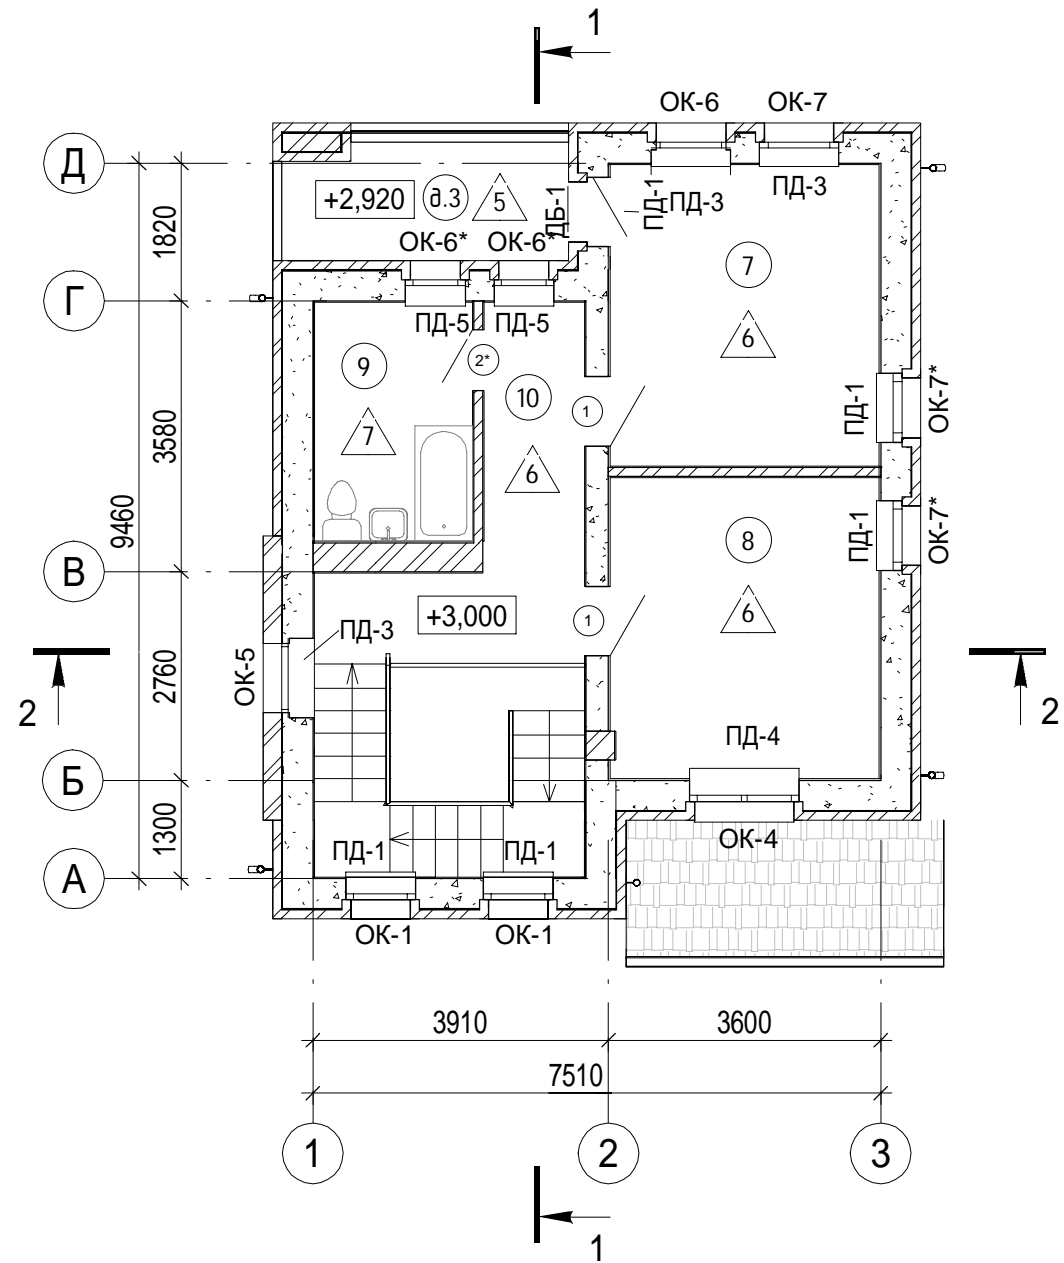 1
ОК-6 ОК-7
Д
+2,920 д.3 5 ДБ-1 ПД-1 ПД-3 ПД-3
1820
ОК-6* ОК-6*
7
Г
ПД-5 ПД-5
6
9 2*
10 1
ПД-1 ОК-7*
7
3580
6
9460
8
ПД-1 ОК-7*
В
6
+3,000 1
ПД-3
ОК-5
2760
2 2
ПД-4
Б
1300
ОК-4
ПД-1 ПД-1
А
ОК-1 ОК-1
3910 3600
7510
1 2 3
1